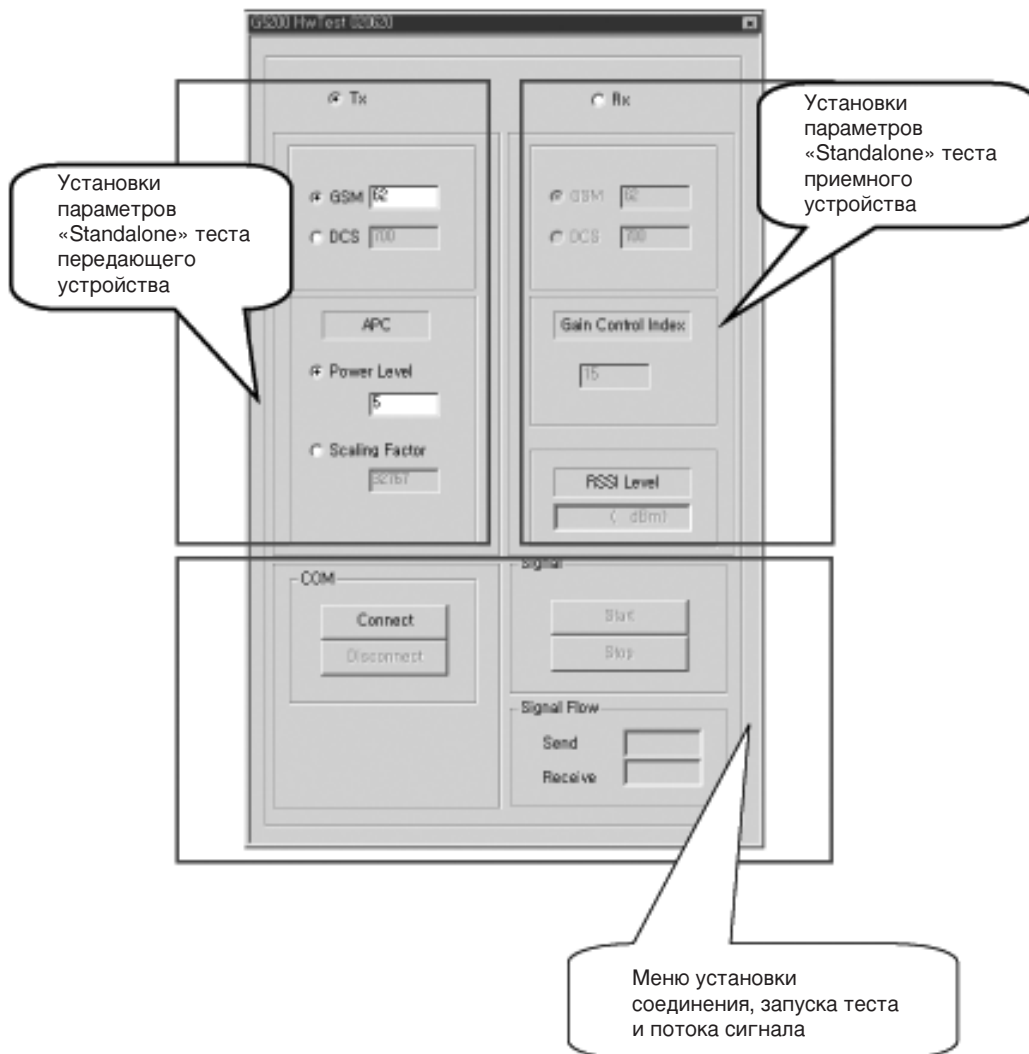 GS200 HwTest 020620
Tx
Rx
Установки
параметров
«Standalone» теста
передающего
устройства
Установки
параметров
«Standalone» теста
приемного
устройства
GSM 62
DCS 700
GSM 62
DCS 700
APC
Power Level
5
Scaling Factor
32767
Gain Control Index
15
RSSI Level
( dBm)
COM
Connect
Disconnect
Signal
Start
Stop
Signal Flow
Send
Receive
Меню установки
соединения, запуска теста
и потока сигнала